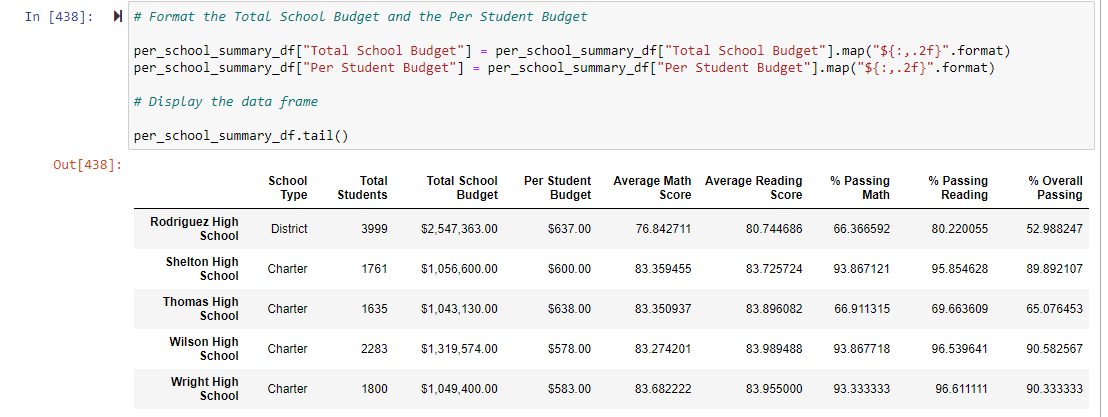 In [438]:
# Format the Total School Budget and the Per Student Budget
per_school_summary_df["Total School Budget"] = per_school_summary_df["Total School Budget"].map("${:,.2f}".format)
per_school_summary_df["Per Student Budget"] = per_school_summary_df["Per Student Budget"].map("${:,.2f}".format)
# Display the data frame
per_school_summary_df.tail()
Out[438]:
School Total Total School Per Student Average Math Average Reading % Passing % Passing % Overall
Type Students Budget Budget Score Score Math Reading Passing
Rodriguez High
School District 3999 $2,547,363.00 $637.00 76.842711 80.744686 66.366592 80.220055 52.988247
Shelton High
School Charter 1761 $1,056,600.00 $600.00 83.359455 83.725724 93.867121 95.854628 89.892107
Thomas High
School Charter 1635 $1,043,130.00 $638.00 83.350937 83.896082 66.911315 69.663609 65.076453
Wilson High
School Charter 2283 $1,319,574.00 $578.00 83.274201 83.989488 93.867718 96.539641 90.582567
Wright High
School Charter 1800 $1,049,400.00 $583.00 83.682222 83.955000 93.333333 96.611111 90.333333